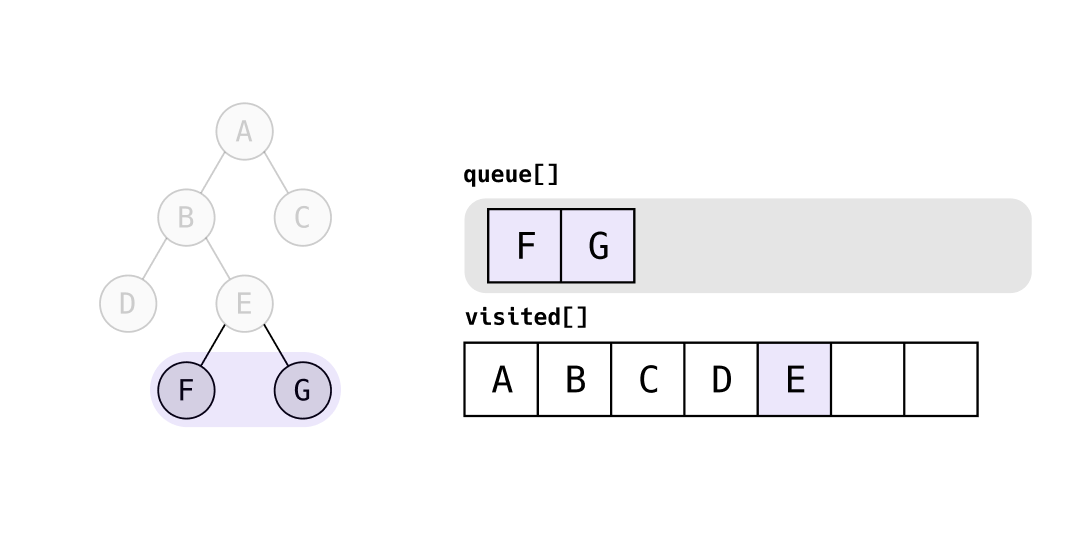 A
B C
D E
F G
queue[]
F G
visited[]
A B C D E